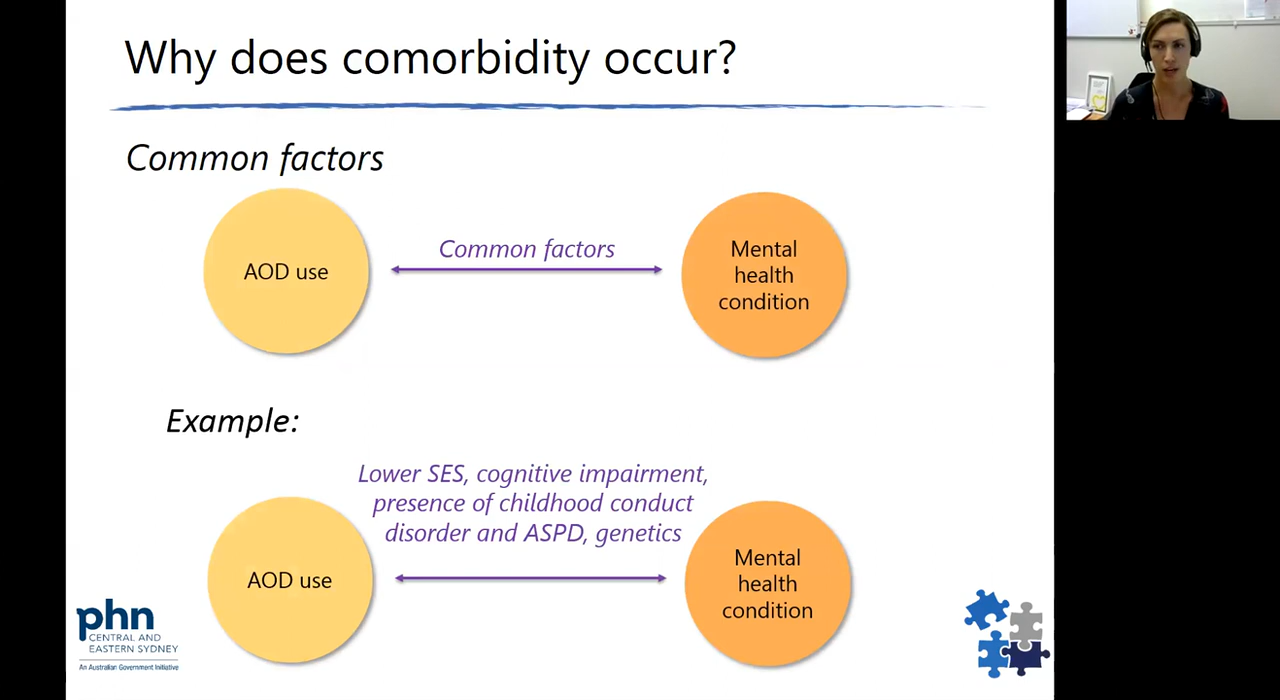 Why does comorbidity occur?
Common factors
AOD use
Common factors
Mental
health
condition
Example:
Lower SES, cognitive impairment,
presence of childhood conduct
disorder and ASPD, genetics
AOD use
Mental
health
condition
phn
CENTRAL AND
EASTERN SYDNEY
An Australian Government Initiative